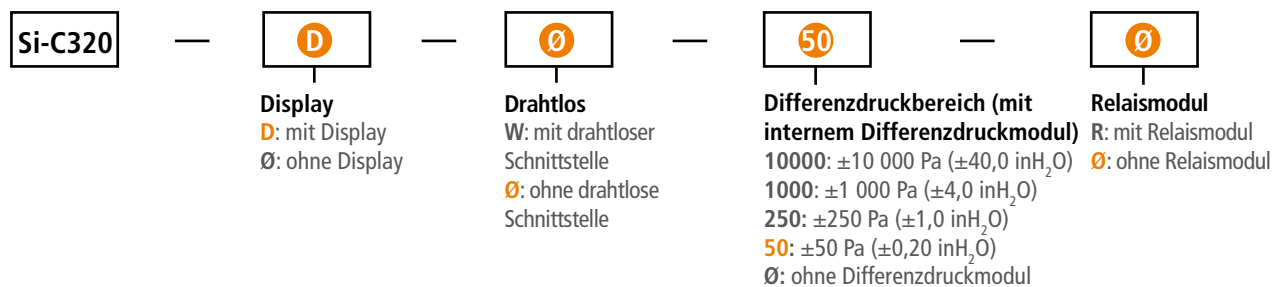 Si-C320 — D — Ø — 50 — Ø
Display
D: mit Display
Ø: ohne Display
Drahtlos
W: mit drahtloser
Schnittstelle
Ø: ohne drahtlose
Schnittstelle
Differenzdruckbereich (mit
internem Differenzdruckmodul)
10000: ±10 000 Pa (±40,0 inH₂O)
1000: ±1 000 Pa (±4,0 inH₂O)
250: ±250 Pa (±1,0 inH₂O)
50: ±50 Pa (±0,20 inH₂O)
Ø: ohne Differenzdruckmodul
Relaismodul
R: mit Relaismodul
Ø: ohne Relaismodul